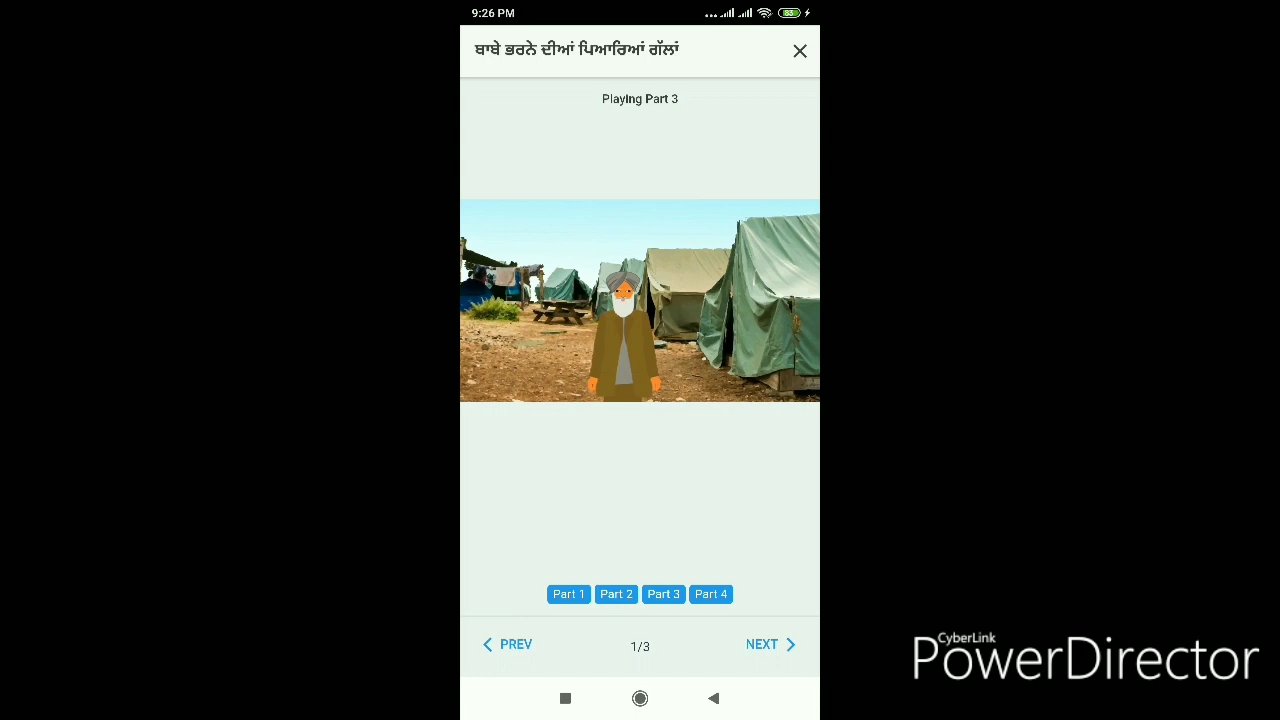 9:26 PM
83
ਬਾਬੇ ਭਰਨੇ ਦੀਆਂ ਪਿਆਰਿਆਂ ਗੱਲਾਂ
Playing Part 3
Part 1 Part 2 Part 3 Part 4
PREV 1/3 NEXT
CyberLink
PowerDirector